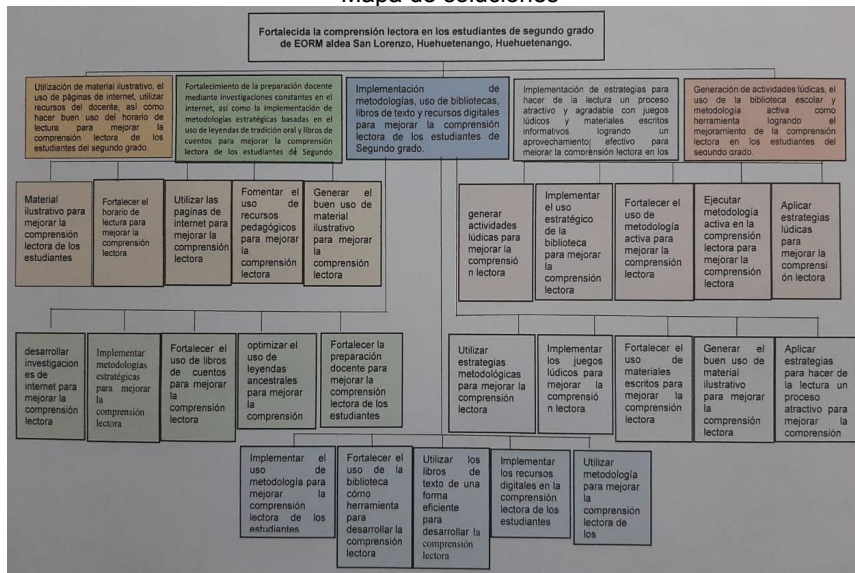 Mapa de soluciones
Fortalecida la comprensión lectora en los estudiantes de segundo grado
de EORM aldea San Lorenzo, Huehuetenango, Huehuetenango.
Utilización de material ilustrativo, el
uso de páginas de internet, utilizar
recursos del docente, así como
hacer buen uso del horario de
lectura para mejorar la
comprensión lectora de los
estudiantes del segundo grado.
Fortalecimiento de la preparación docente
mediante investigaciones constantes en el
internet, así como la implementación de
metodologías estratégicas basadas en el
uso de leyendas de tradición oral y libros de
cuentos para mejorar la comprensión
lectora de los estudiantes de Segundo
Implementación de
metodologías, uso de bibliotecas,
libros de texto y recursos digitales
para mejorar la comprensión
lectora de los estudiantes de
Segundo grado.
Implementación de estrategias para
hacer de la lectura un proceso
atractivo y agradable con juegos
lúdicos y materiales escritos
informativos logrando un
aprovechamiento efectivo para
mejorar la comprensión lectora en los
Generación de actividades lúdicas, el
uso de la biblioteca escolar y
metodología activa como
herramienta logrando el
mejoramiento de la comprensión
lectora en los estudiantes del
segundo grado.
Material
ilustrativo para
mejorar la
comprensión
lectora de los
estudiantes
Fortalecer el
horario de
lectura para
mejorar la
comprensión
lectora
Utilizar las
paginas de
internet para
mejorar la
comprensión
lectora
Fomentar el
uso de
recursos
pedagógicos
para mejorar
la
comprensión
lectora
Generar el
buen uso de
material
ilustrativo
para mejorar
la
comprensión
lectora
generar
actividades
lúdicas para
mejorar la
comprensió
n lectora
Implementar
el uso
estratégico
de la
biblioteca
para mejorar
la
comprensión
lectora
Fortalecer el
uso de
metodología
activa para
mejorar la
comprensión
lectora
Ejecutar
metodología
activa en la
comprensión
lectora para
mejorar la
comprensión
lectora
Aplicar
estrategias
lúdicas
para
mejorar la
comprensi
ón lectora
desarrollar
investigacion
es de
internet para
mejorar la
comprensión
lectora
Implementar
metodologías
estratégicas
para mejorar
la
comprensión
lectora
Fortalecer el
uso de libros
de cuentos
para mejorar
la
comprensión
lectora
optimizar el
uso de
leyendas
ancestrales
para mejorar
la
comprensión
Fortalecer la
preparación
docente para
mejorar la
comprensión
lectora de los
estudiantes
Utilizar
estrategias
metodológicas
para mejorar la
comprensión
lectora
Implementar
los juegos
lúdicos para
mejorar la
comprensió
n lectora
Fortalecer el
uso de
materiales
escritos para
mejorar la
comprensión
lectora
Generar el
buen uso de
material
ilustrativo
para mejorar
la
comprensión
lectora
Aplicar
estrategias
para hacer de
la lectura un
proceso
atractivo para
mejorar la
comprensión
Implementar el
uso de
metodología para
mejorar la
comprensión
lectora de los
estudiantes
Fortalecer el
uso de la
biblioteca
cómo
herramienta
para
desarrollar la
comprensión
lectora
Utilizar los
libros de
texto de una
forma
eficiente
para
desarrollar la
comprensión
lectora
Implementar
los recursos
digitales en la
comprensión
lectora de los
estudiantes
Utilizar
metodología
para mejorar
la
comprensión
lectora de
los